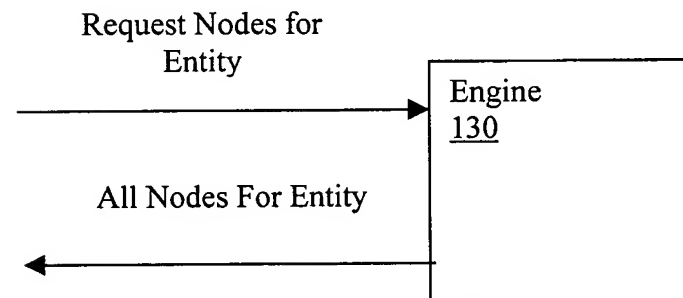 Request Nodes for
Entity
Engine
130
All Nodes For Entity